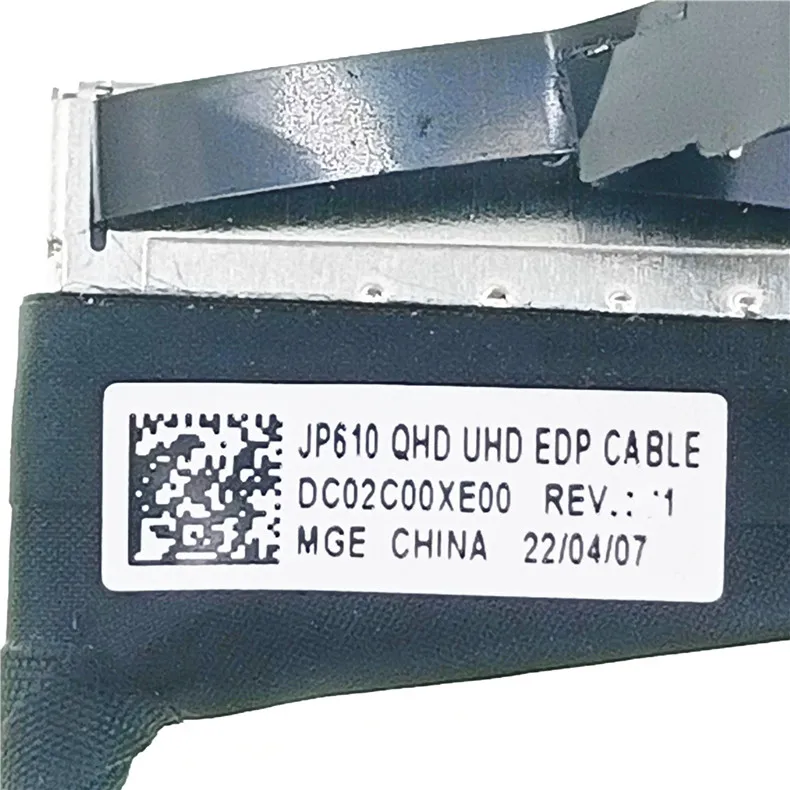 JP610 QHD UHD EDP CABLE
DC02C00XE00 REV.:
MGE CHINA 22/04/07